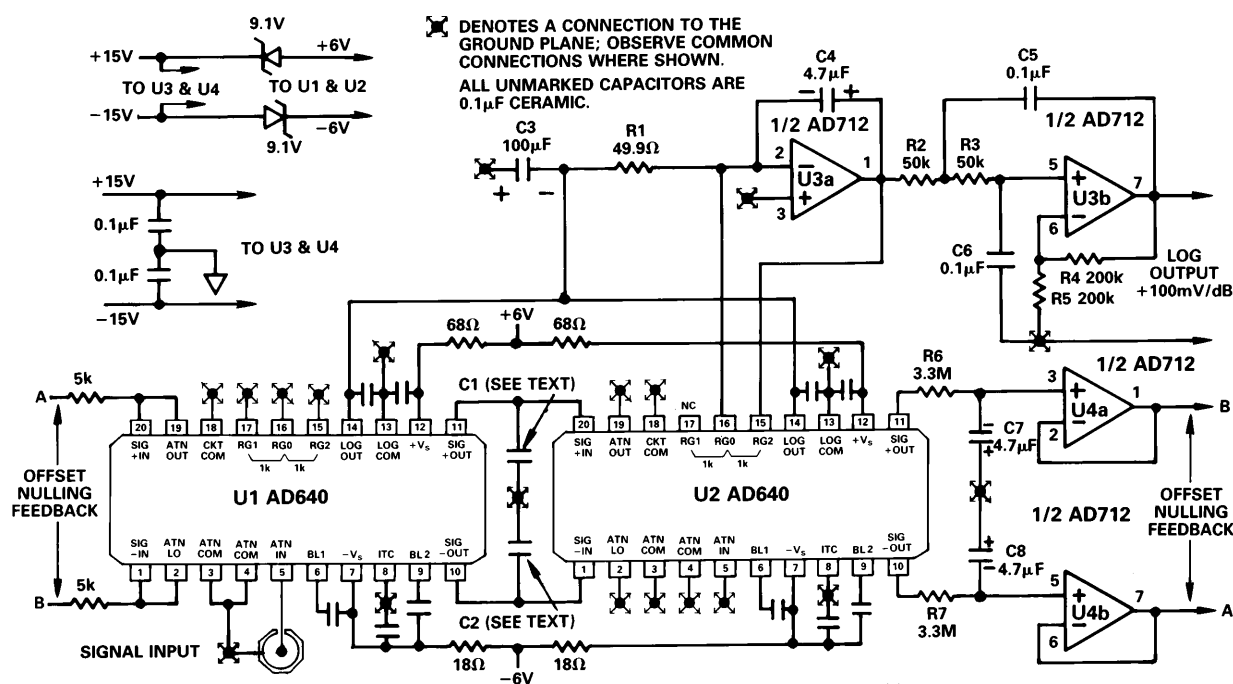 9.1V
+15V
+6V
TO U3 & U4
TO U1 & U2
−15V
−6V
9.1V
DENOTES A CONNECTION TO THE
GROUND PLANE; OBSERVE COMMON
CONNECTIONS WHERE SHOWN.
ALL UNMARKED CAPACITORS ARE
0.1µF CERAMIC.
+15V
0.1µF
TO U3 & U4
0.1µF
−15V
C3
100µF
+ −
R1
49.9Ω
C4
4.7µF
− +
1/2 AD712
2 −
U3a
1
+
3
R2
50k
R3
50k
C5
0.1µF
1/2 AD712
5 +
U3b
7
−
6
C6
0.1µF
R4 200k
R5 200k
LOG
OUTPUT
+100mV/dB
68Ω
+6V
68Ω
C1 (SEE TEXT)
A
5k
20 19 18 17 16 15 14 13 12 11
SIG +IN
ATN OUT
CKT COM
RG1
RG0
RG2
LOG OUT
LOG COM
+VS
SIG +OUT
1k 1k
U1 AD640
OFFSET
NULLING
FEEDBACK
SIG −IN
ATN LO
ATN COM
ATN COM
ATN IN
BL1
−VS
ITC
BL2
SIG −OUT
1 2 3 4 5 6 7 8 9 10
B
5k
SIGNAL INPUT
C2 (SEE TEXT)
18Ω
−6V
18Ω
NC
20 19 18 17 16 15 14 13 12 11
SIG +IN
ATN OUT
CKT COM
RG1
RG0
RG2
LOG OUT
LOG COM
+VS
SIG +OUT
1k 1k
U2 AD640
SIG −IN
ATN LO
ATN COM
ATN COM
ATN IN
BL1
−VS
ITC
BL2
SIG −OUT
1 2 3 4 5 6 7 8 9 10
R6
3.3M
1/2 AD712
3 +
U4a
1
B
2 −
−
C7
4.7µF
+
OFFSET
NULLING
FEEDBACK
1/2 AD712
+
C8
4.7µF
−
R7
3.3M
5 +
U4b
7
A
6 −